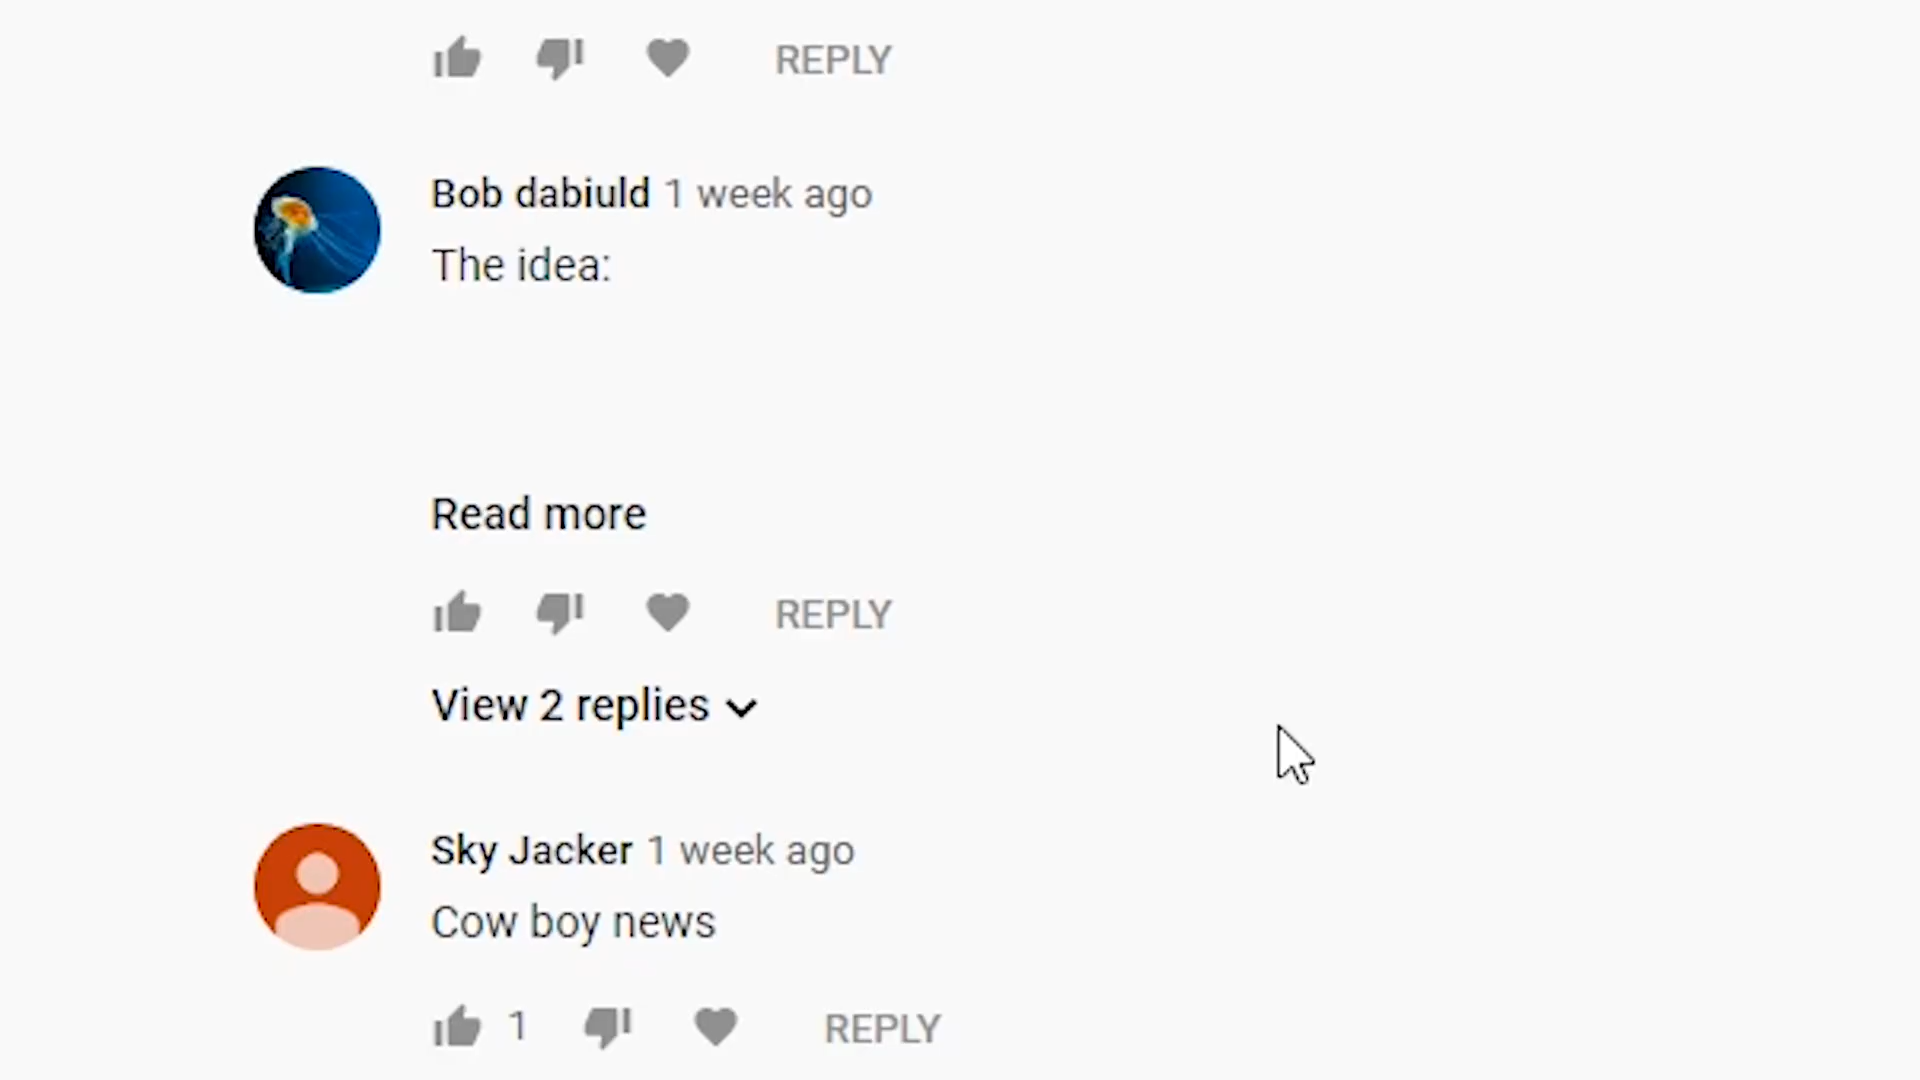 REPLY
Bob dabiuld 1 week ago
The idea:
Read more
REPLY
View 2 replies
Sky Jacker 1 week ago
Cow boy news
1
REPLY